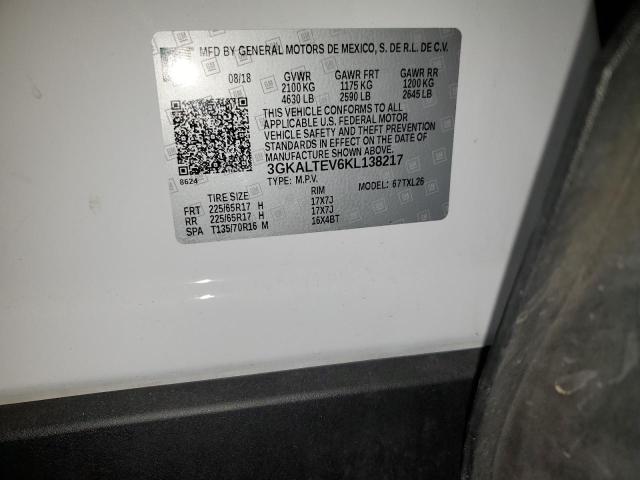 MFD BY GENERAL MOTORS DE MEXICO, S. DE R.L. DE C.V.
08/18 GVWR GAWR FRT GAWR RR
2100 KG 1175 KG 1200 KG
4630 LB 2590 LB 2645 LB
THIS VEHICLE CONFORMS TO ALL
APPLICABLE U.S. FEDERAL MOTOR
VEHICLE SAFETY AND THEFT PREVENTION
STANDARDS IN EFFECT ON THE DATE OF
MANUFACTURE SHOWN ABOVE.
3GKALTEV6KL138217
8624
TYPE: M.P.V. MODEL: 67TXL26
TIRE SIZE RIM
FRT 225/65R17 H 17X7J
RR 225/65R17 H 17X7J
SPA T135/70R16 M 16X4BT